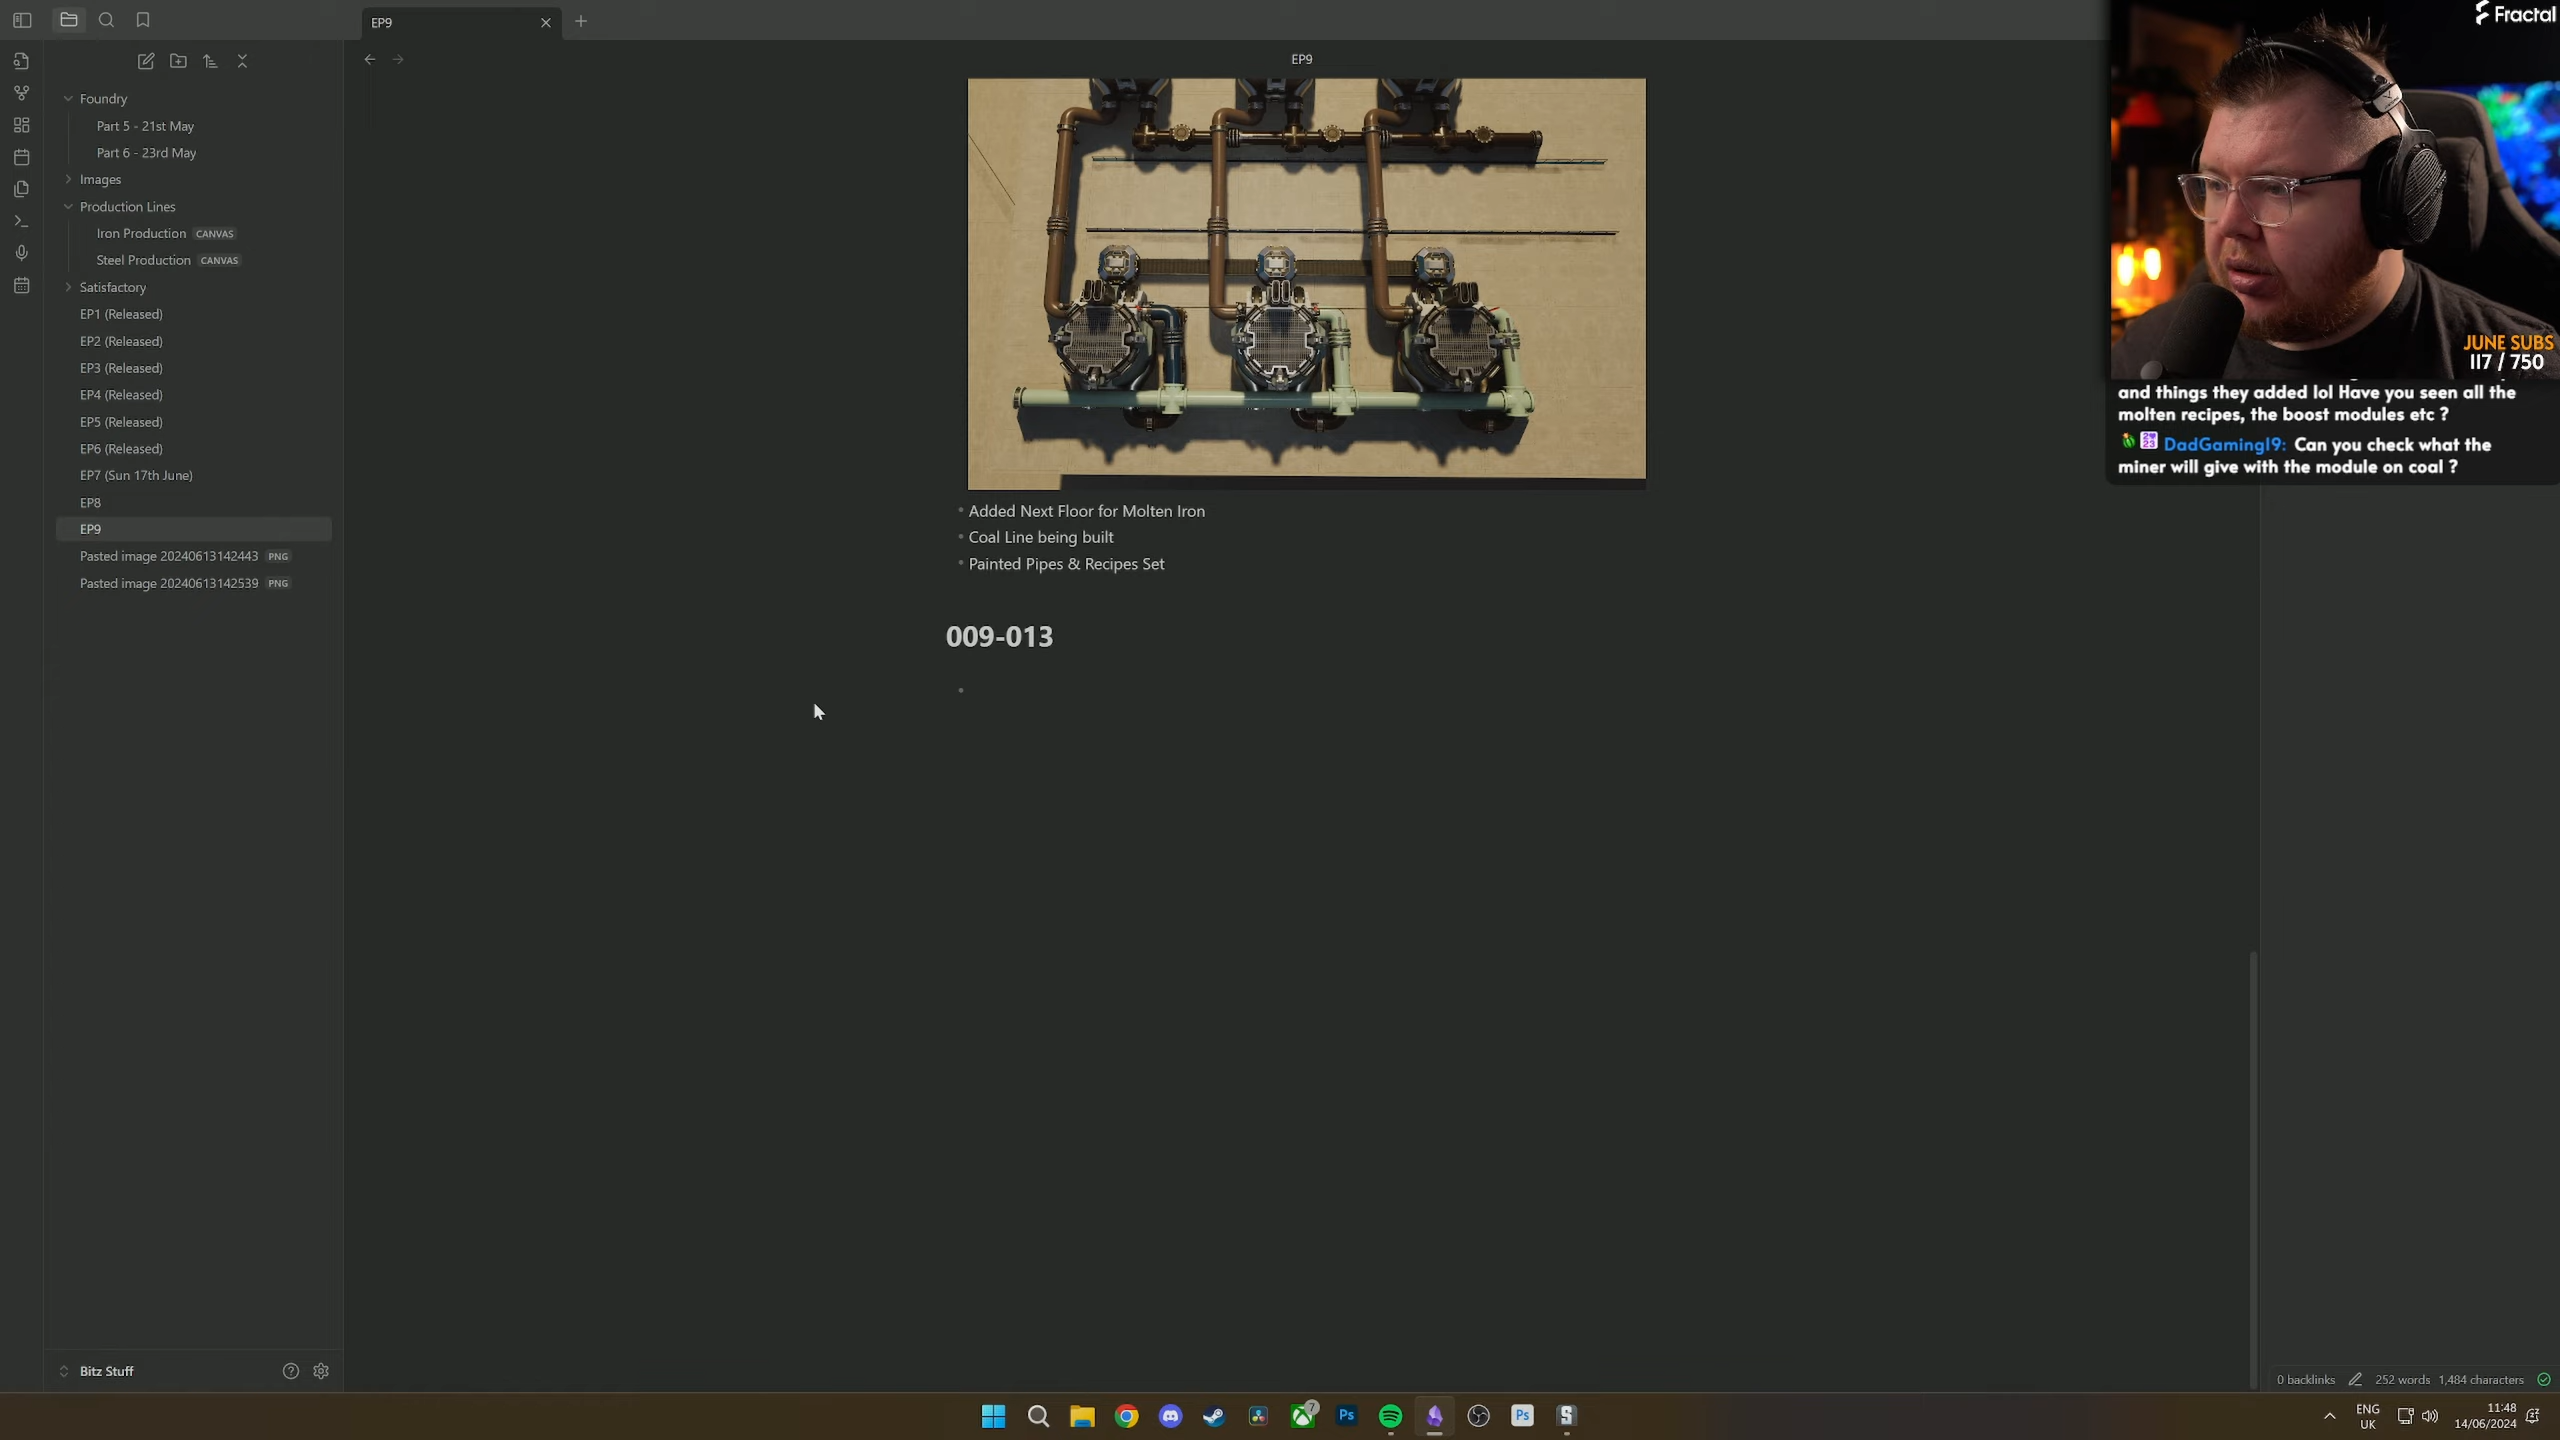 EP9
EP9
Foundry
Part 5 - 21st May
Part 6 - 23rd May
Images
Production Lines
Iron Production CANVAS
Steel Production CANVAS
Satisfactory
EP1 (Released)
EP2 (Released)
EP3 (Released)
EP4 (Released)
EP5 (Released)
EP6 (Released)
EP7 (Sun 17th June)
EP8
EP9
Pasted image 20240613142443 PNG
Pasted image 20240613142539 PNG
Bitz Stuff
Added Next Floor for Molten Iron
Coal Line being built
Painted Pipes & Recipes Set
009-013
Fractal
JUNE SUBS
117 / 750
and things they added lol Have you seen all the
molten recipes, the boost modules etc ?
DadGaming19: Can you check what the
miner will give with the module on coal ?
0 backlinks 252 words 1,484 characters
7
Ps
Ps
ENG
UK
11:48
14/06/2024